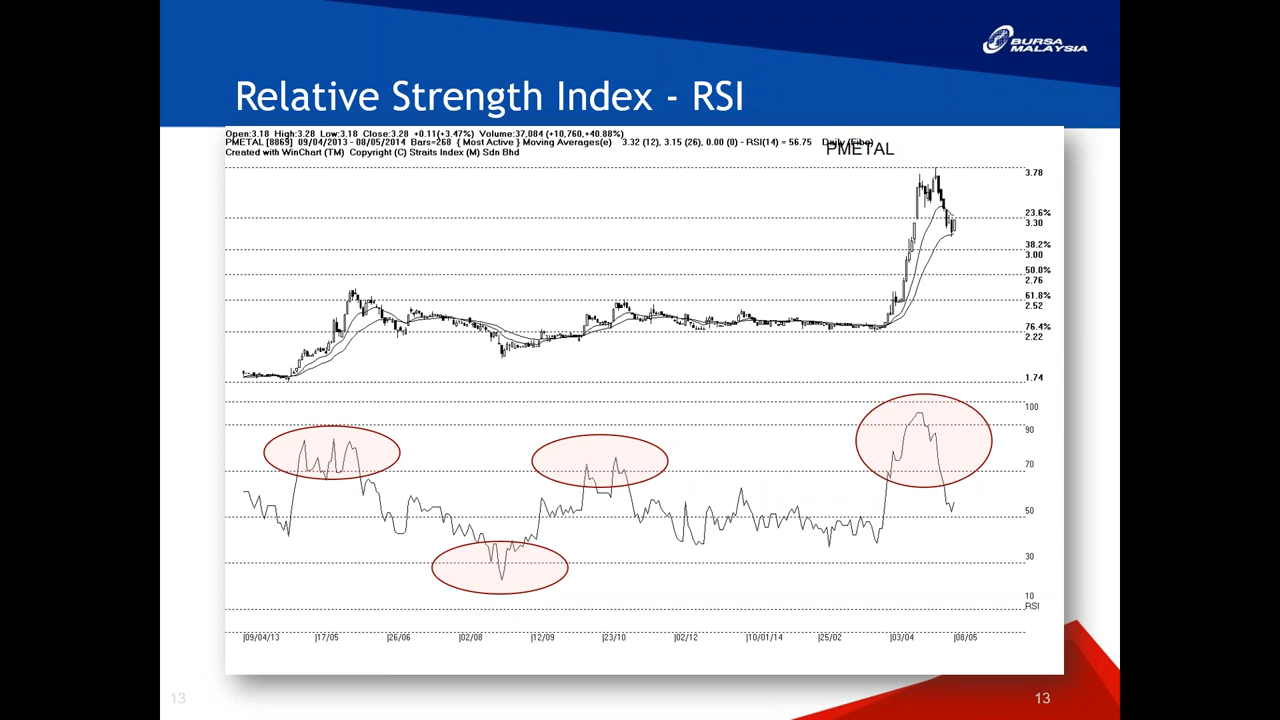 BURSA
MALAYSIA
Relative Strength Index - RSI
Open:3.18 High:3.28 Low:3.18 Close:3.28 +0.11(+3.47%) Volume:37,084 (+10,760,+40.88%)
PMETAL [8869] 09/04/2013 - 08/05/2014 Bars=268 { Most Active } Moving Averages(e) 3.32 (12), 3.15 (26), 0.00 (0) - RSI(14) = 56.75 Daily (Fibo)
PMETAL
Created with WinChart (TM) Copyright (C) Straits Index (M) Sdn Bhd
3.78
23.6%
3.30
38.2%
3.00
50.0%
2.76
61.8%
2.52
76.4%
2.22
1.74
100
90
70
50
30
10
RSI
|09/04/13 |17/05 |26/06 |02/08 |12/09 |23/10 |02/12 |10/01/14 |25/02 |03/04 |08/05
13 13